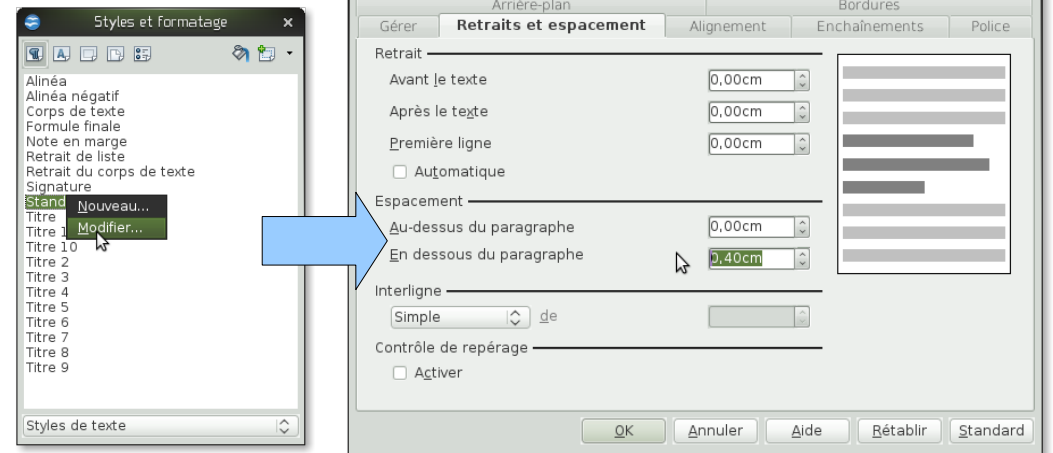 Styles et formatage
Alinéa
Alinéa négatif
Corps de texte
Formule finale
Note en marge
Retrait de liste
Retrait du corps de texte
Signature
Stand
Nouveau...
Titre
Titre 1
Modifier...
Titre 10
Titre 2
Titre 3
Titre 4
Titre 5
Titre 6
Titre 7
Titre 8
Titre 9
Styles de texte
Arrière-plan Bordures
Gérer Retraits et espacement Alignement Enchaînements Police
Retrait
Avant le texte 0,00cm
Après le texte 0,00cm
Première ligne 0,00cm
Automatique
Espacement
Au-dessus du paragraphe 0,00cm
En dessous du paragraphe 0,40cm
Interligne
Simple de
Contrôle de repérage
Activer
OK Annuler Aide Rétablir Standard